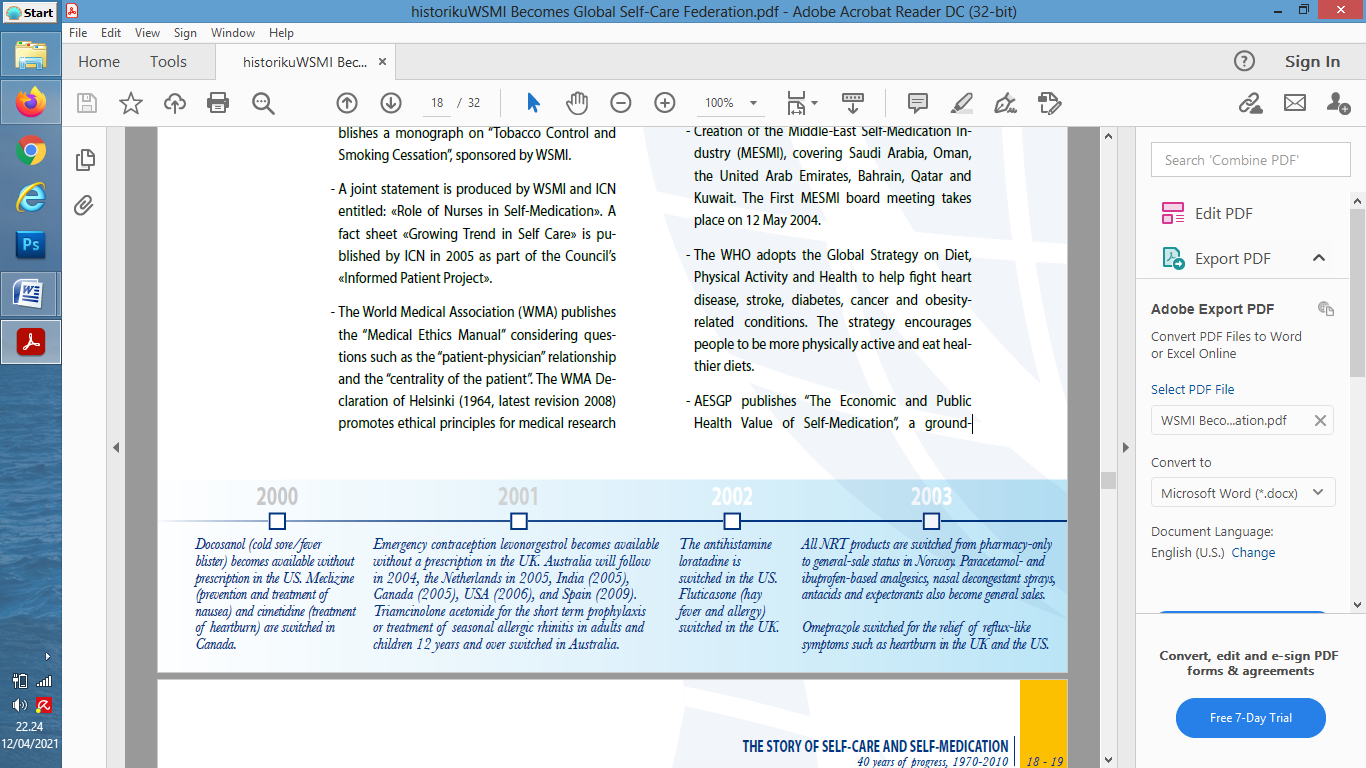 Start
historikuWSMI Becomes Global Self-Care Federation.pdf - Adobe Acrobat Reader DC (32-bit)
File Edit View Sign Window Help
Home Tools historikuWSMI Bec... × Sign In
18 / 32 100%
blishes a monograph on “Tobacco Control and
Smoking Cessation”, sponsored by WSMI.
- A joint statement is produced by WSMI and ICN
entitled: «Role of Nurses in Self-Medication». A
fact sheet «Growing Trend in Self Care» is pu-
blished by ICN in 2005 as part of the Council’s
«Informed Patient Project».
- The World Medical Association (WMA) publishes
the “Medical Ethics Manual” considering ques-
tions such as the “patient-physician” relationship
and the “centrality of the patient”. The WMA De-
claration of Helsinki (1964, latest revision 2008)
promotes ethical principles for medical research
- Creation of the Middle-East Self-Medication In-
dustry (MESMI), covering Saudi Arabia, Oman,
the United Arab Emirates, Bahrain, Qatar and
Kuwait. The First MESMI board meeting takes
place on 12 May 2004.
- The WHO adopts the Global Strategy on Diet,
Physical Activity and Health to help fight heart
disease, stroke, diabetes, cancer and obesity-
related conditions. The strategy encourages
people to be more physically active and eat heal-
thier diets.
- AESGP publishes “The Economic and Public
Health Value of Self-Medication”, a ground-
2000
Docosanol (cold sore/fever
blister) becomes available without
prescription in the US. Meclizine
(prevention and treatment of
nausea) and cimetidine (treatment
of heartburn) are switched in
Canada.
2001
Emergency contraception levonorgestrol becomes available
without a prescription in the UK. Australia will follow
in 2004, the Netherlands in 2005, India (2005),
Canada (2005), USA (2006), and Spain (2009).
Triamcinolone acetonide for the short term prophylaxis
or treatment of seasonal allergic rhinitis in adults and
children 12 years and over switched in Australia.
2002
The antihistamine
loratadine is
switched in the US.
Fluticasone (hay
fever and allergy)
switched in the UK.
2003
All NRT products are switched from pharmacy-only
to general-sale status in Norway. Paracetamol- and
ibuprofen-based analgesics, nasal decongestant sprays,
antacids and expectorants also become general sales.
Omeprazole switched for the relief of reflux-like
symptoms such as heartburn in the UK and the US.
THE STORY OF SELF-CARE AND SELF-MEDICATION
40 years of progress, 1970-2010 18 - 19
Search 'Combine PDF'
Edit PDF
Export PDF
Adobe Export PDF
Convert PDF Files to Word
or Excel Online
Select PDF File
WSMI Beco...ation.pdf
Convert to
Microsoft Word (*.docx)
Document Language:
English (U.S.) Change
Convert, edit and e-sign PDF
forms & agreements
Free 7-Day Trial
Ps
22.24
12/04/2021